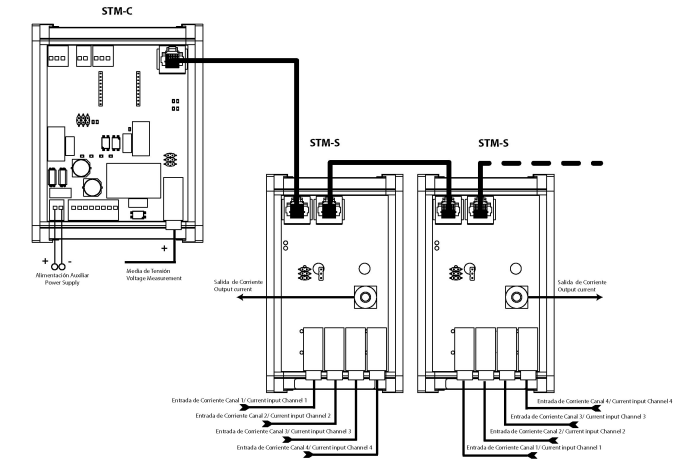 STM-C
STM-S
STM-S
+ -
Alimentación Auxiliar
Power Supply
+
Media de Tensión
Voltage Measurement
Salida de Corriente
Output current
Salida de Corriente
Output current
Entrada de Corriente Canal 1/ Current input Channel 1
Entrada de Corriente Canal 2/ Current input Channel 2
Entrada de Corriente Canal 3/ Current input Channel 3
Entrada de Corriente Canal 4/ Current input Channel 4
Entrada de Corriente Canal 4/ Current input Channel 4
Entrada de Corriente Canal 3/ Current input Channel 3
Entrada de Corriente Canal 2/ Current input Channel 2
Entrada de Corriente Canal 1/ Current input Channel 1